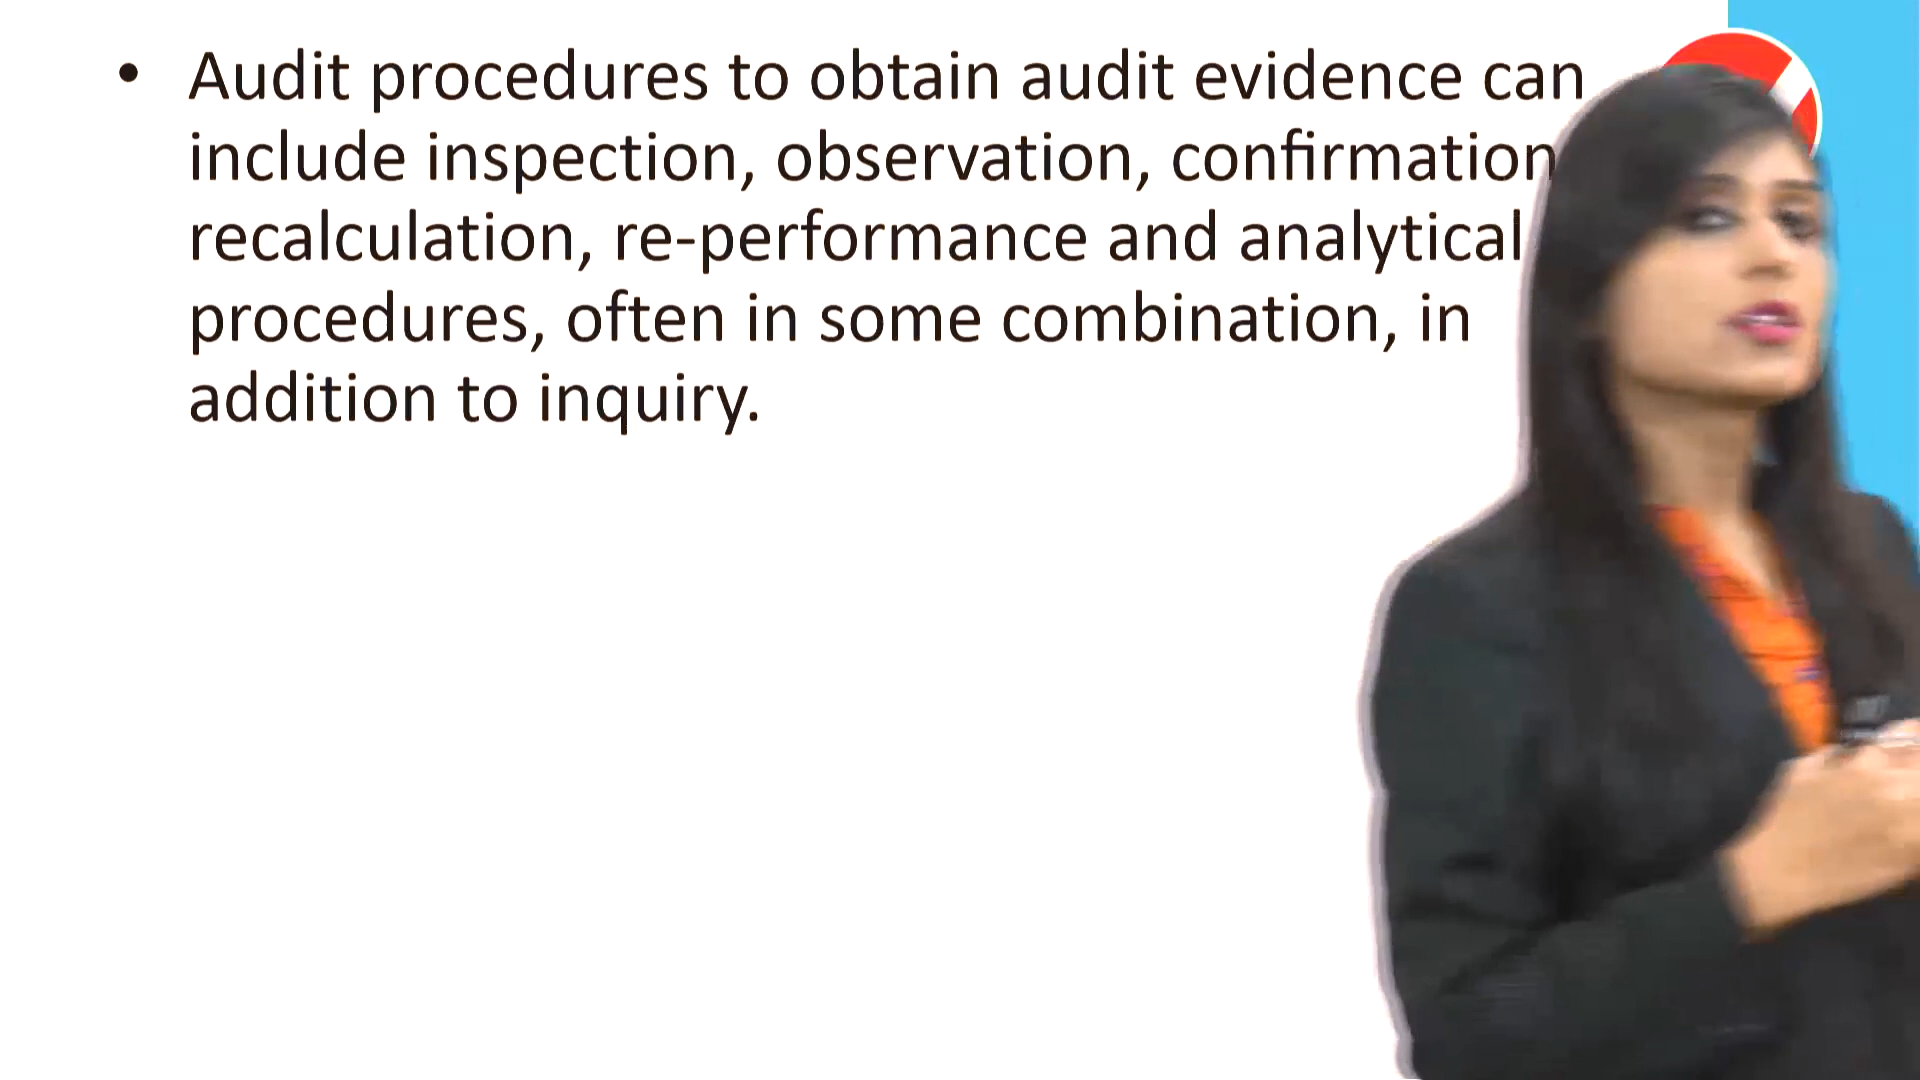 • Audit procedures to obtain audit evidence can
include inspection, observation, confirmation
recalculation, re-performance and analytical
procedures, often in some combination, in
addition to inquiry.